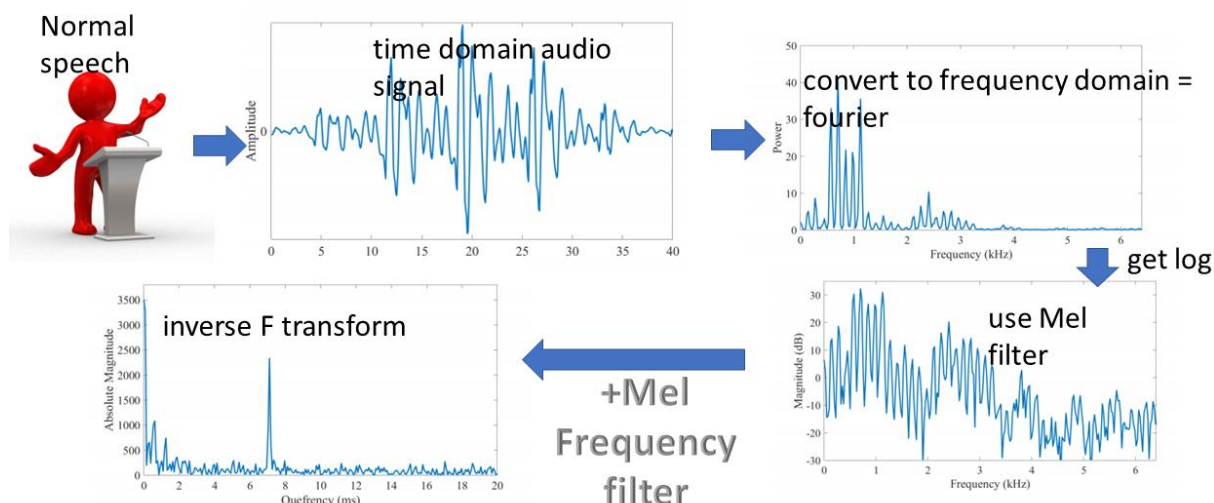 Normal
speech
time domain audio
signal
Amplitude
0
0 5 10 15 20 25 30 35 40
convert to frequency domain =
fourier
Power
50
40
30
20
10
0
0 1 2 3 4 5 6
Frequency (kHz)
get log
use Mel
filter
Magnitude (dB)
30
20
10
0
-10
-20
-30
0 1 2 3 4 5 6
Frequency (kHz)
+Mel
Frequency
filter
inverse F transform
Absolute Magnitude
3500
3000
2500
2000
1500
1000
500
0
0 2 4 6 8 10 12 14 16 18 20
Quefrency (ms)